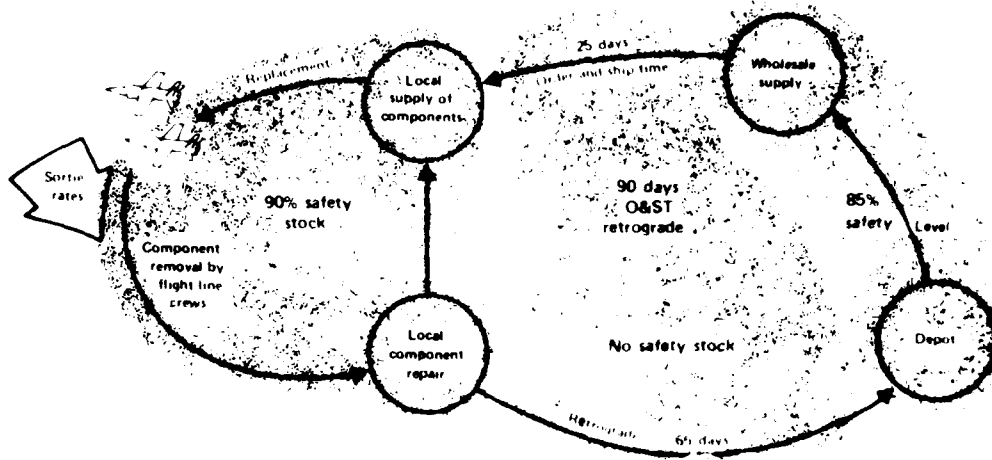 25 days
Order and ship time
Wholesale
supply
Replacement
Local
supply of
components
Sortie
rates
90% safety
stock
90 days
O&ST
retrograde
85%
safety
Level
Component
removal by
flight line
crews
Local
component
repair
No safety stock
Depot
Retrograde
days